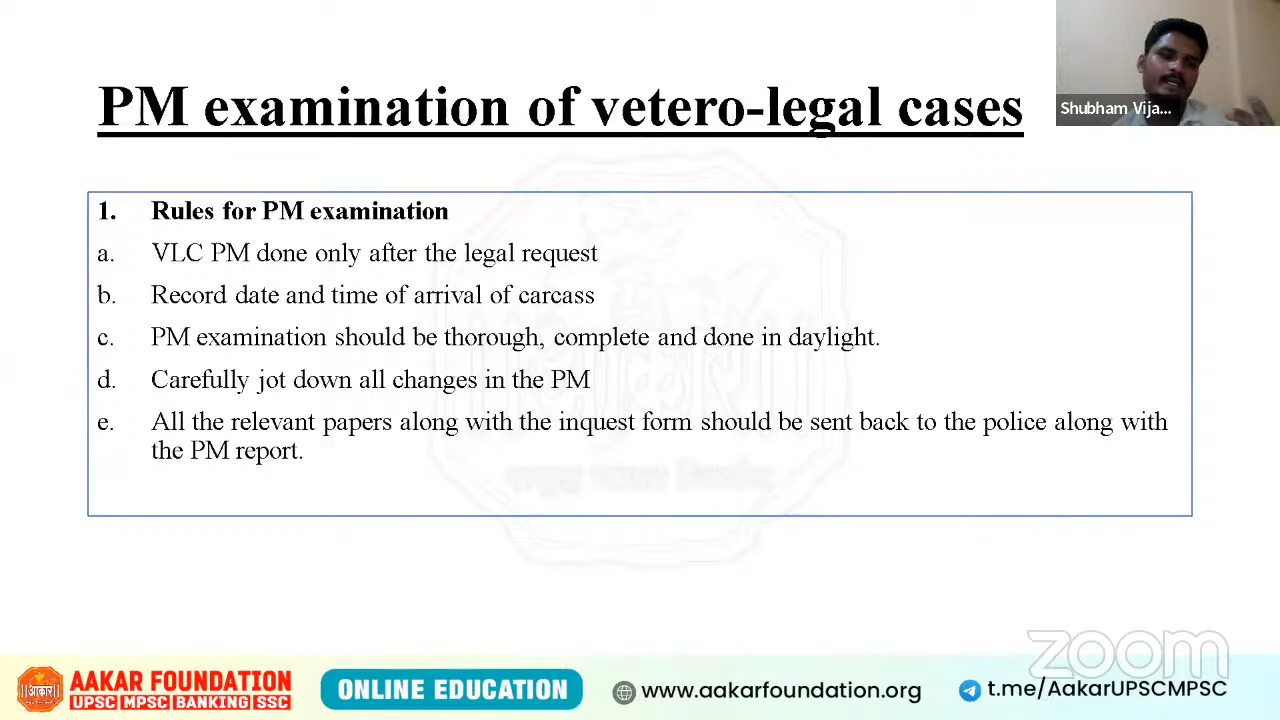 PM examination of vetero-legal cases
Shubham Vija...
1. Rules for PM examination
a. VLC PM done only after the legal request
b. Record date and time of arrival of carcass
c. PM examination should be thorough, complete and done in daylight.
d. Carefully jot down all changes in the PM
e. All the relevant papers along with the inquest form should be sent back to the police along with
the PM report.
zoom
आकार
AAKAR FOUNDATION
UPSC MPSC BANKING SSC
ONLINE EDUCATION
www.aakarfoundation.org
t.me/AakarUPSCMPSC